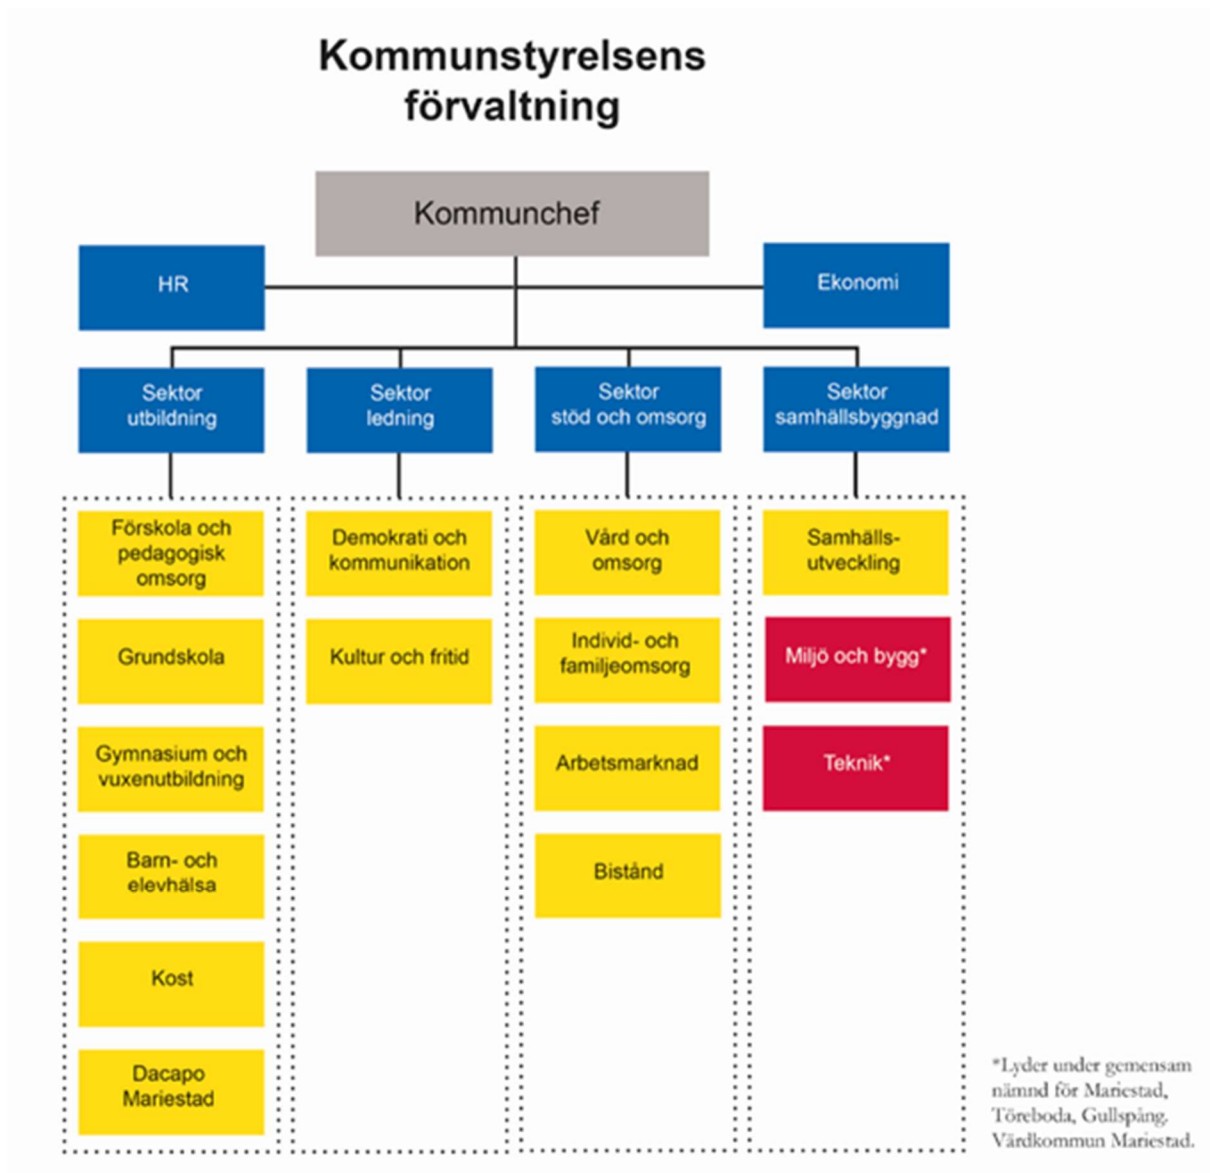 Kommunstyrelsens
förvaltning
Kommunchef
HR
Ekonomi
Sektor
utbildning
Sektor
ledning
Sektor
stöd och omsorg
Sektor
samhällsbyggnad
Förskola och
pedagogisk
omsorg
Grundskola
Gymnasium och
vuxenutbildning
Barn- och
elevhälsa
Kost
Dacapo
Mariestad
Demokrati och
kommunikation
Kultur och fritid
Vård och
omsorg
Individ- och
familjeomsorg
Arbetsmarknad
Bistånd
Samhälls-
utveckling
Miljö och bygg*
Teknik*
*Lyder under gemensam
nämnd för Mariestad,
Töreboda, Gullspång.
Värdkommun Mariestad.